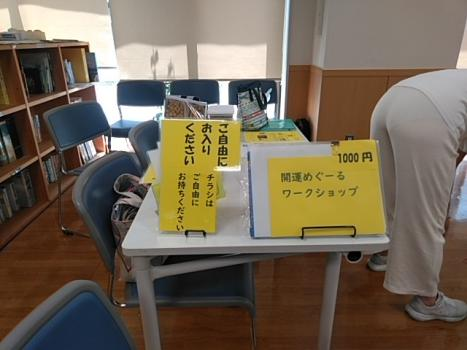 ご自由に
お入り
ください
チラシは
ご自由に
お持ちください
1000円
開運めぐーる
ワークショップ